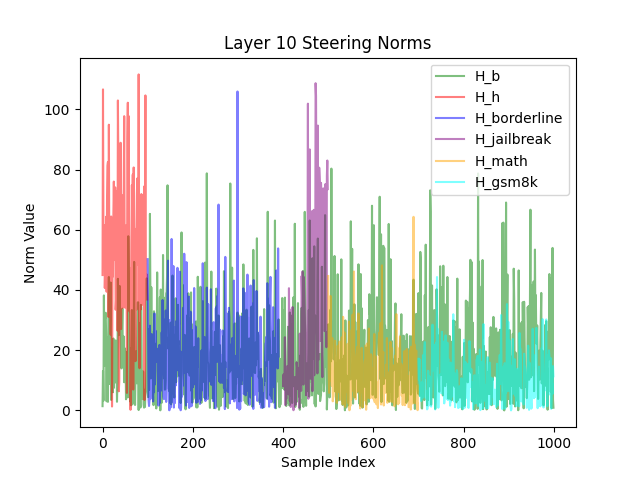 Layer 10 Steering Norms
Norm Value
100
80
60
40
20
0
H_b
H_h
H_borderline
H_jailbreak
H_math
H_gsm8k
0
200
400
600
800
1000
Sample Index